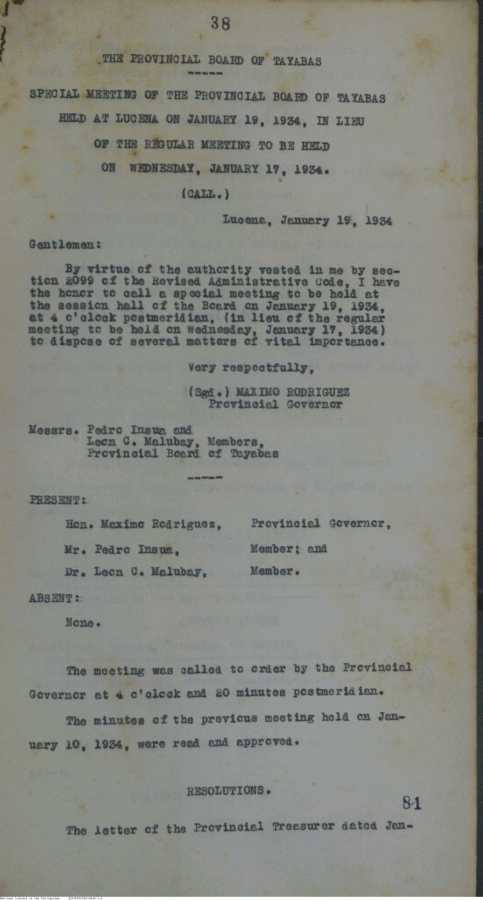 38
THE PROVINCIAL BOARD OF TAYABAS
-----
SPECIAL MEETING OF THE PROVINCIAL BOARD OF TAYABAS
HELD AT LUCENA ON JANUARY 19, 1934, IN LIEU
OF THE REGULAR MEETING TO BE HELD
ON WEDNESDAY, JANUARY 17, 1934.
(CALL.)
Lucena, January 15, 1934
Gentlemen:
By virtue of the authority vested in me by sec-
tion 2099 of the Revised Administrative Code, I have
the honor to call a special meeting to be held at
the session hall of the Board on January 19, 1934,
at 4 o'clock postmeridian, (in lieu of the regular
meeting to be held on Wednesday, January 17, 1934)
to dispose of several matters of vital importance.
Very respectfully,
(Sgd.) MAXIMO RODRIGUEZ
Provincial Governor
Messrs. Pedro Insua and
Leon C. Malubay, Members,
Provincial Board of Tayabas
-----
PRESENT:
Hon. Maximo Rodriguez, Provincial Governor,
Mr. Pedro Insua, Member; and
Dr. Leon C. Malubay, Member.
ABSENT:
None.
The meeting was called to order by the Provincial
Governor at 4 o'clock and 20 minutes postmeridian.
The minutes of the previous meeting held on Jan-
uary 10, 1934, were read and approved.
RESOLUTIONS.
81
The letter of the Provincial Treasurer dated Jan-
National Library of the Philippines